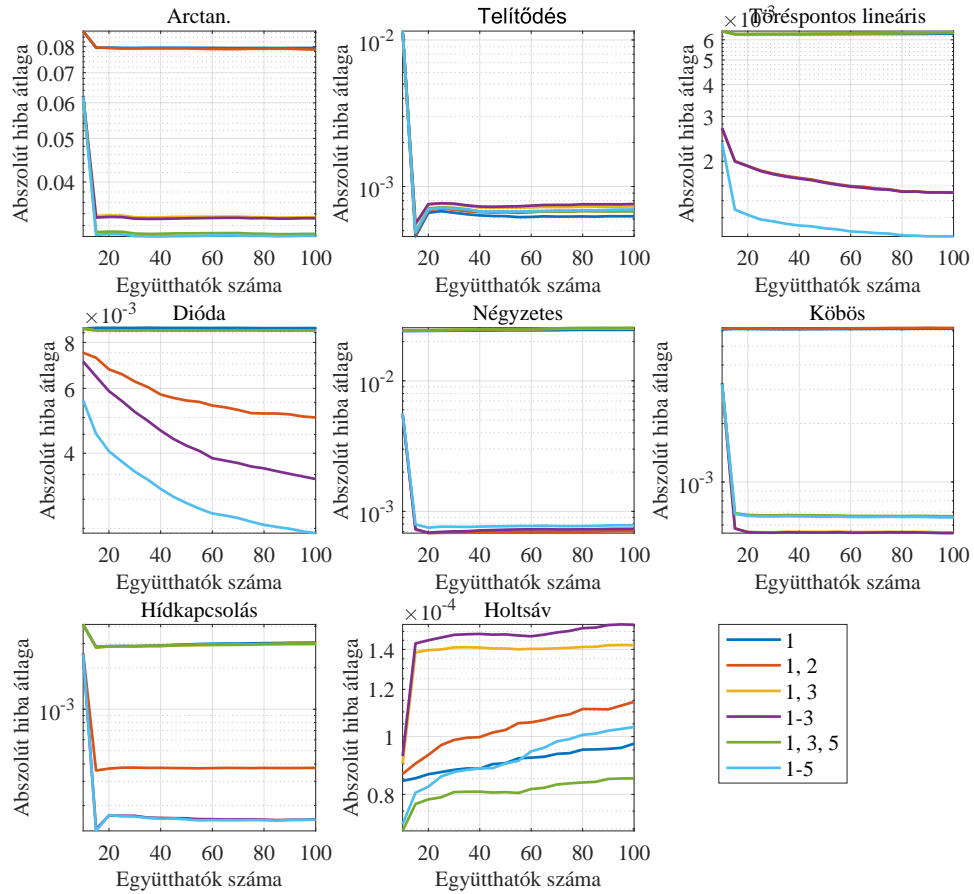 Arctan.
Abszolút hiba átlaga
0.08
0.07
0.06
0.05
0.04
20 40 60 80 100
Együtthatók száma
Telítődés
Abszolút hiba átlaga
10-2
10-3
20 40 60 80 100
Együtthatók száma
Töréspontos lineáris
×10-3
Abszolút hiba átlaga
6
5
4
3
2
20 40 60 80 100
Együtthatók száma
Dióda
×10-3
Abszolút hiba átlaga
8
6
4
20 40 60 80 100
Együtthatók száma
Négyzetes
Abszolút hiba átlaga
10-2
10-3
20 40 60 80 100
Együtthatók száma
Köbös
Abszolút hiba átlaga
10-3
20 40 60 80 100
Együtthatók száma
Hídkapcsolás
Abszolút hiba átlaga
10-3
20 40 60 80 100
Együtthatók száma
Holtsáv
×10-4
Abszolút hiba átlaga
1.4
1.2
1
0.8
20 40 60 80 100
Együtthatók száma
1
1, 2
1, 3
1-3
1, 3, 5
1-5